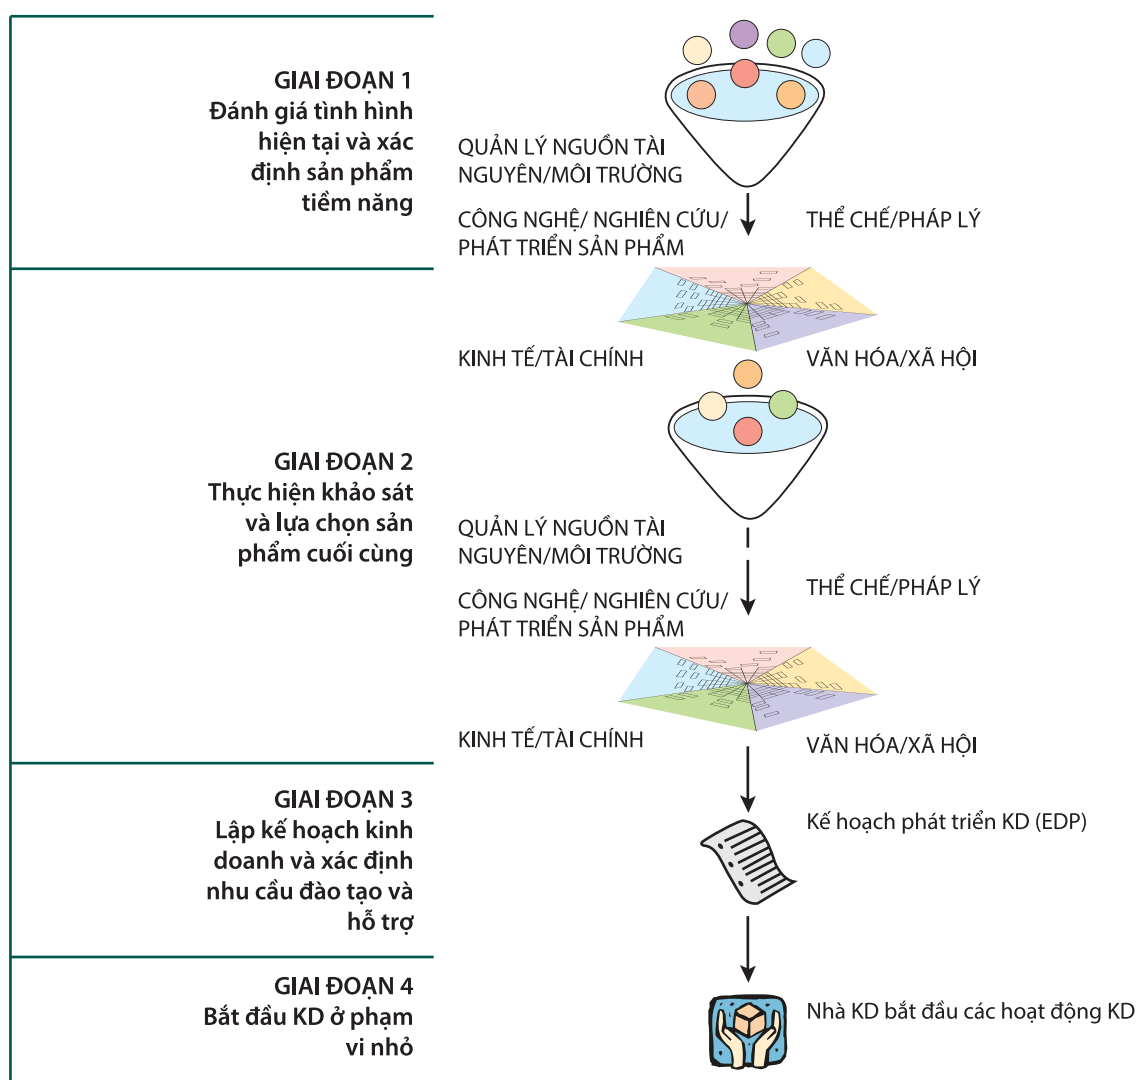 GIAI ĐOẠN 1
Đánh giá tình hình
hiện tại và xác
định sản phẩm
tiềm năng
QUẢN LÝ NGUỒN TÀI
NGUYÊN/MÔI TRƯỜNG
CÔNG NGHỆ/ NGHIÊN CỨU/
PHÁT TRIỂN SẢN PHẨM
THỂ CHẾ/PHÁP LÝ
KINH TẾ/TÀI CHÍNH
VĂN HÓA/XÃ HỘI
GIAI ĐOẠN 2
Thực hiện khảo sát
và lựa chọn sản
phẩm cuối cùng
QUẢN LÝ NGUỒN TÀI
NGUYÊN/MÔI TRƯỜNG
CÔNG NGHỆ/ NGHIÊN CỨU/
PHÁT TRIỂN SẢN PHẨM
THỂ CHẾ/PHÁP LÝ
KINH TẾ/TÀI CHÍNH
VĂN HÓA/XÃ HỘI
GIAI ĐOẠN 3
Lập kế hoạch kinh
doanh và xác định
nhu cầu đào tạo và
hỗ trợ
Kế hoạch phát triển KD (EDP)
GIAI ĐOẠN 4
Bắt đầu KD ở phạm
vi nhỏ
Nhà KD bắt đầu các hoạt động KD